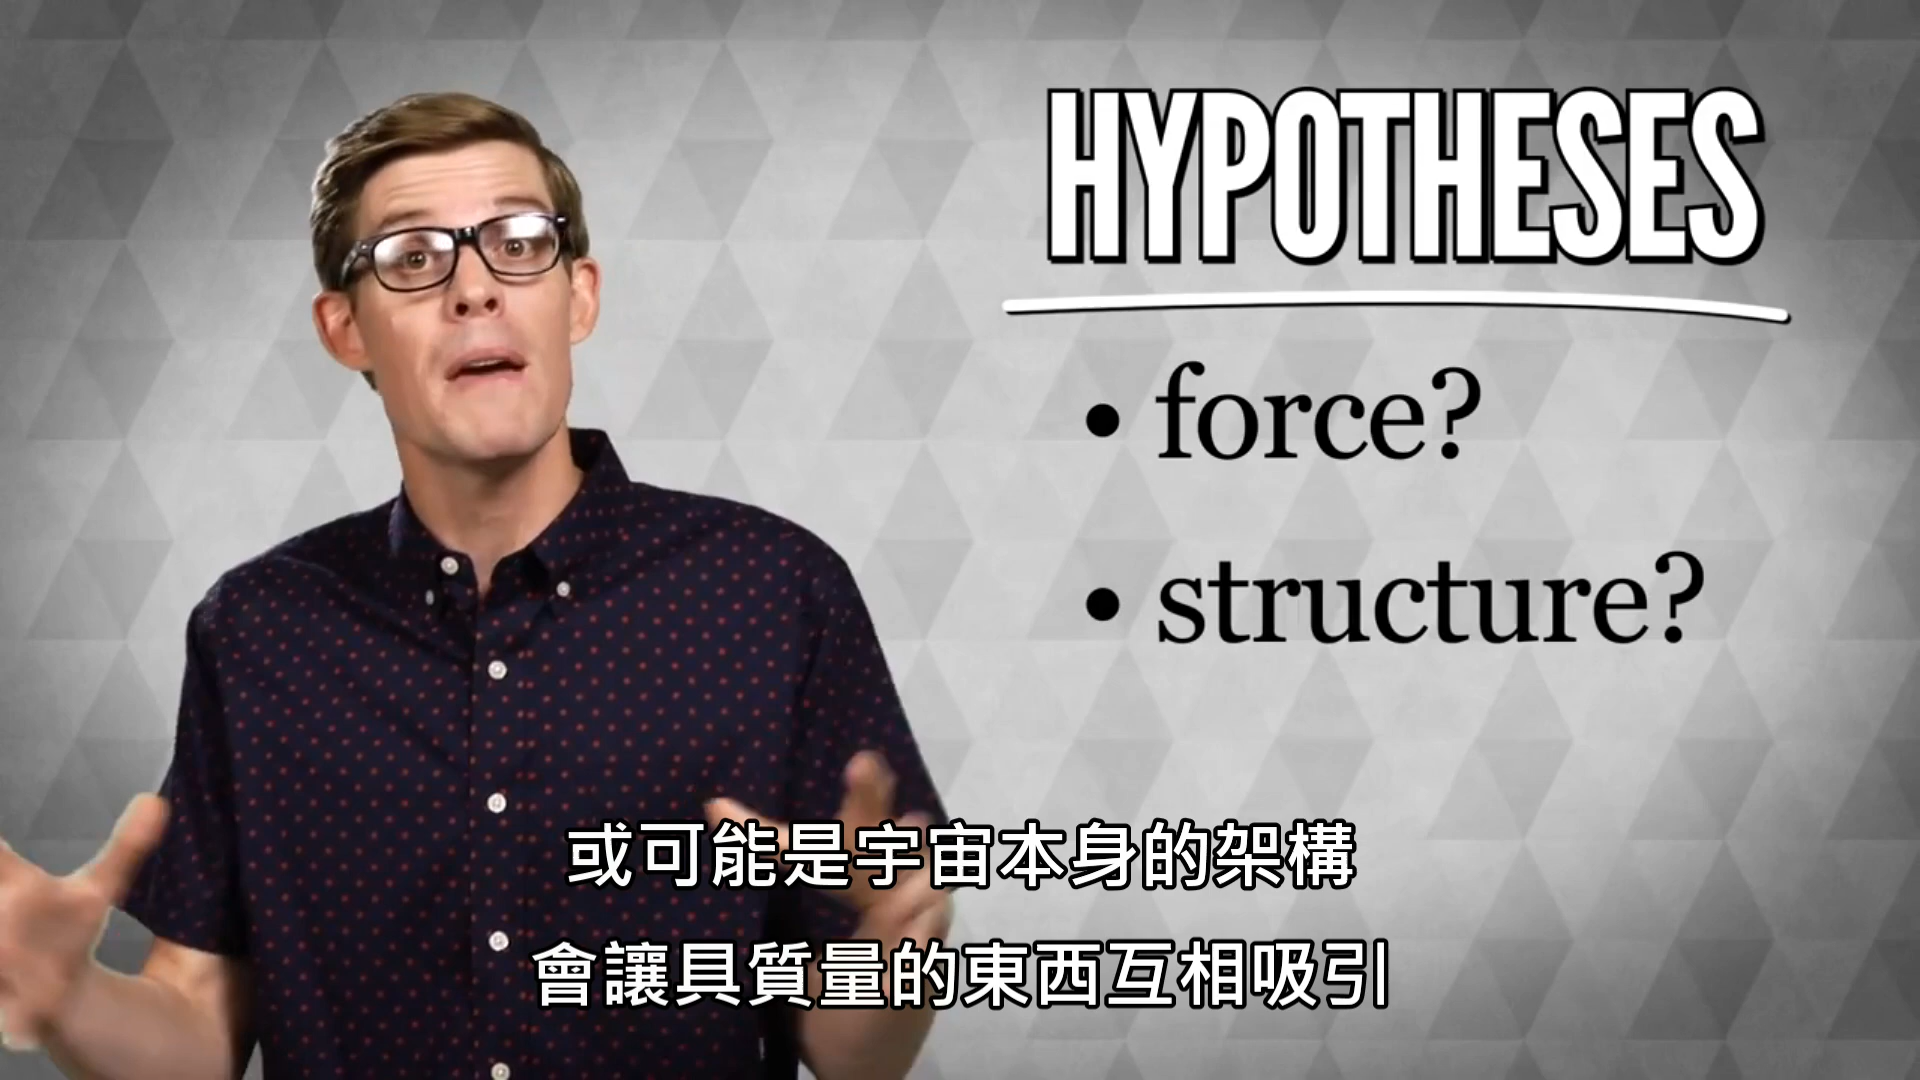 HYPOTHESES
• force?
• structure?
或可能是宇宙本身的架構
會讓具質量的東西互相吸引